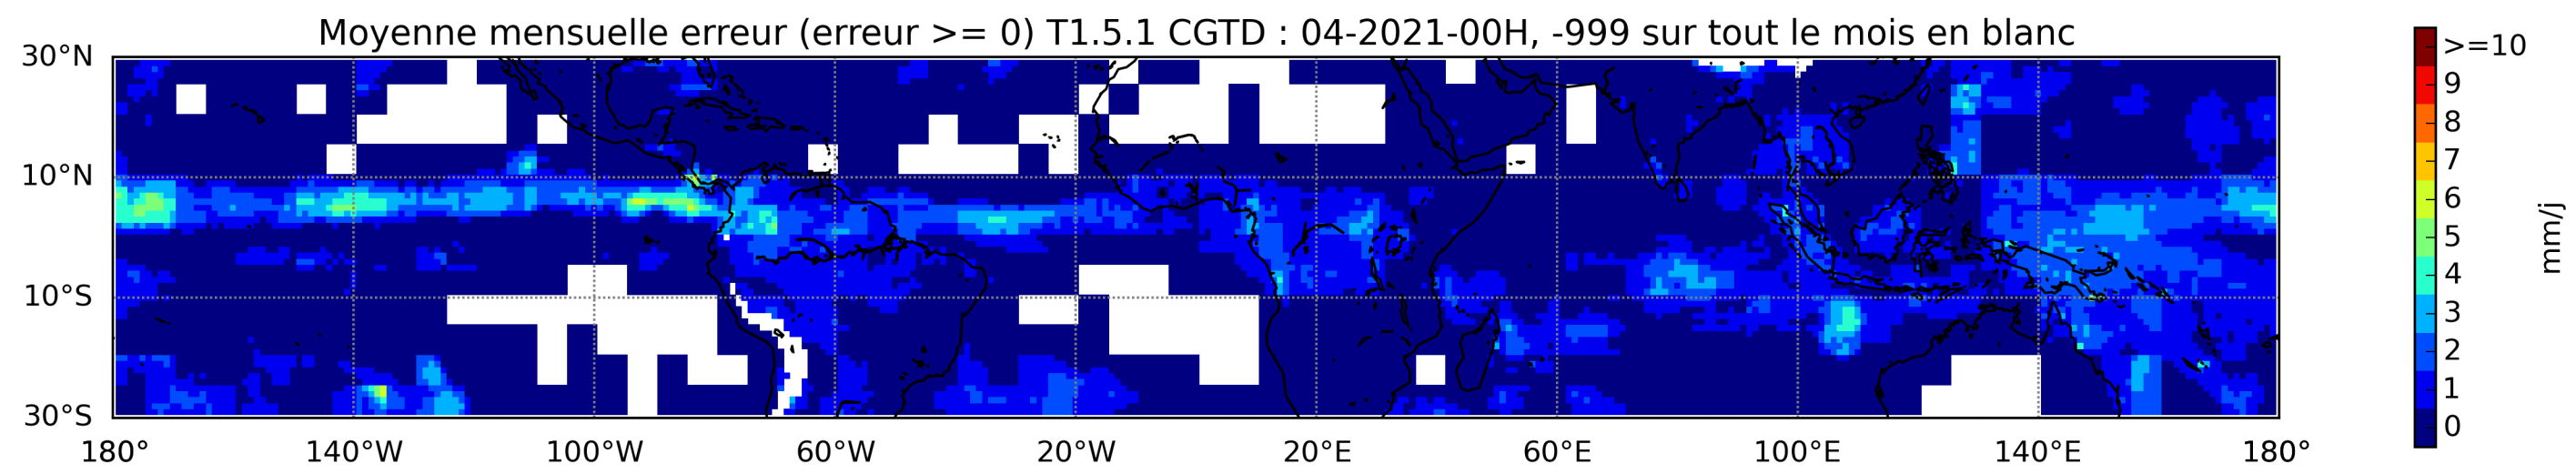 Moyenne mensuelle erreur (erreur >= 0) T1.5.1 CGTD : 04-2021-00H, -999 sur tout le mois en blanc
30°N
10°N
10°S
30°S
180° 140°W 100°W 60°W 20°W 20°E 60°E 100°E 140°E 180°
>=10
9
8
7
6
5
4
3
2
1
0
mm/j